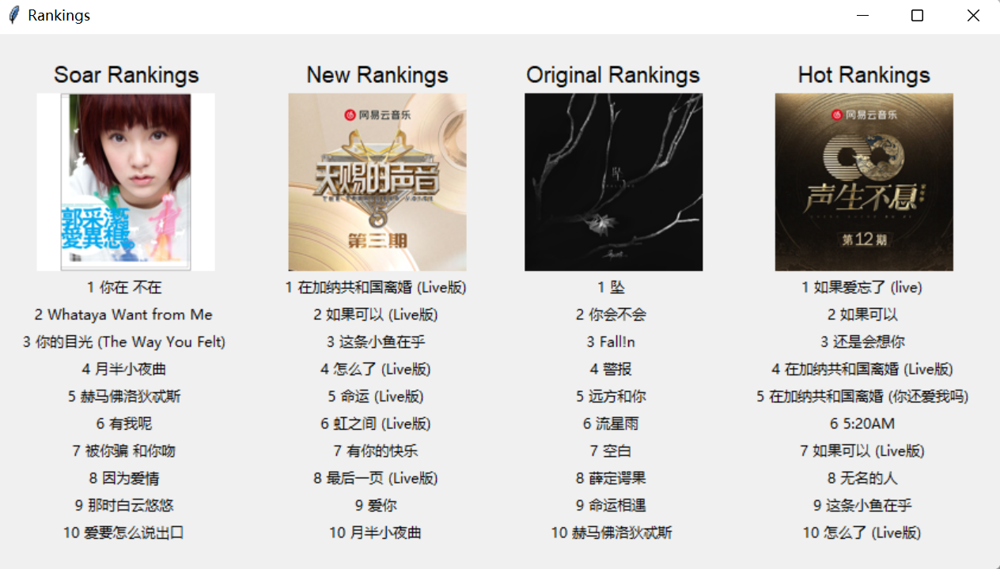 Rankings
Soar Rankings
郭采潔
愛異想
1 你在 不在
2 Whataya Want from Me
3 你的目光 (The Way You Felt)
4 月半小夜曲
5 赫马佛洛狄忒斯
6 有我呢
7 被你骗 和你吻
8 因为爱情
9 那时白云悠悠
10 爱要怎么说出口
New Rankings
网易云音乐
天赐的声音
5
第三期
1 在加纳共和国离婚 (Live版)
2 如果可以 (Live版)
3 这条小鱼在乎
4 怎么了 (Live版)
5 命运 (Live版)
6 虹之间 (Live版)
7 有你的快乐
8 最后一页 (Live版)
9 爱你
10 月半小夜曲
Original Rankings
坠
1 坠
2 你会不会
3 Fall!n
4 警报
5 远方和你
6 流星雨
7 空白
8 薛定谔果
9 命运相遇
10 赫马佛洛狄忒斯
Hot Rankings
网易云音乐
声生不息
第12期
1 如果爱忘了 (live)
2 如果可以
3 还是会想你
4 在加纳共和国离婚 (Live版)
5 在加纳共和国离婚 (你还爱我吗)
6 5:20AM
7 如果可以 (Live版)
8 无名的人
9 这条小鱼在乎
10 怎么了 (Live版)